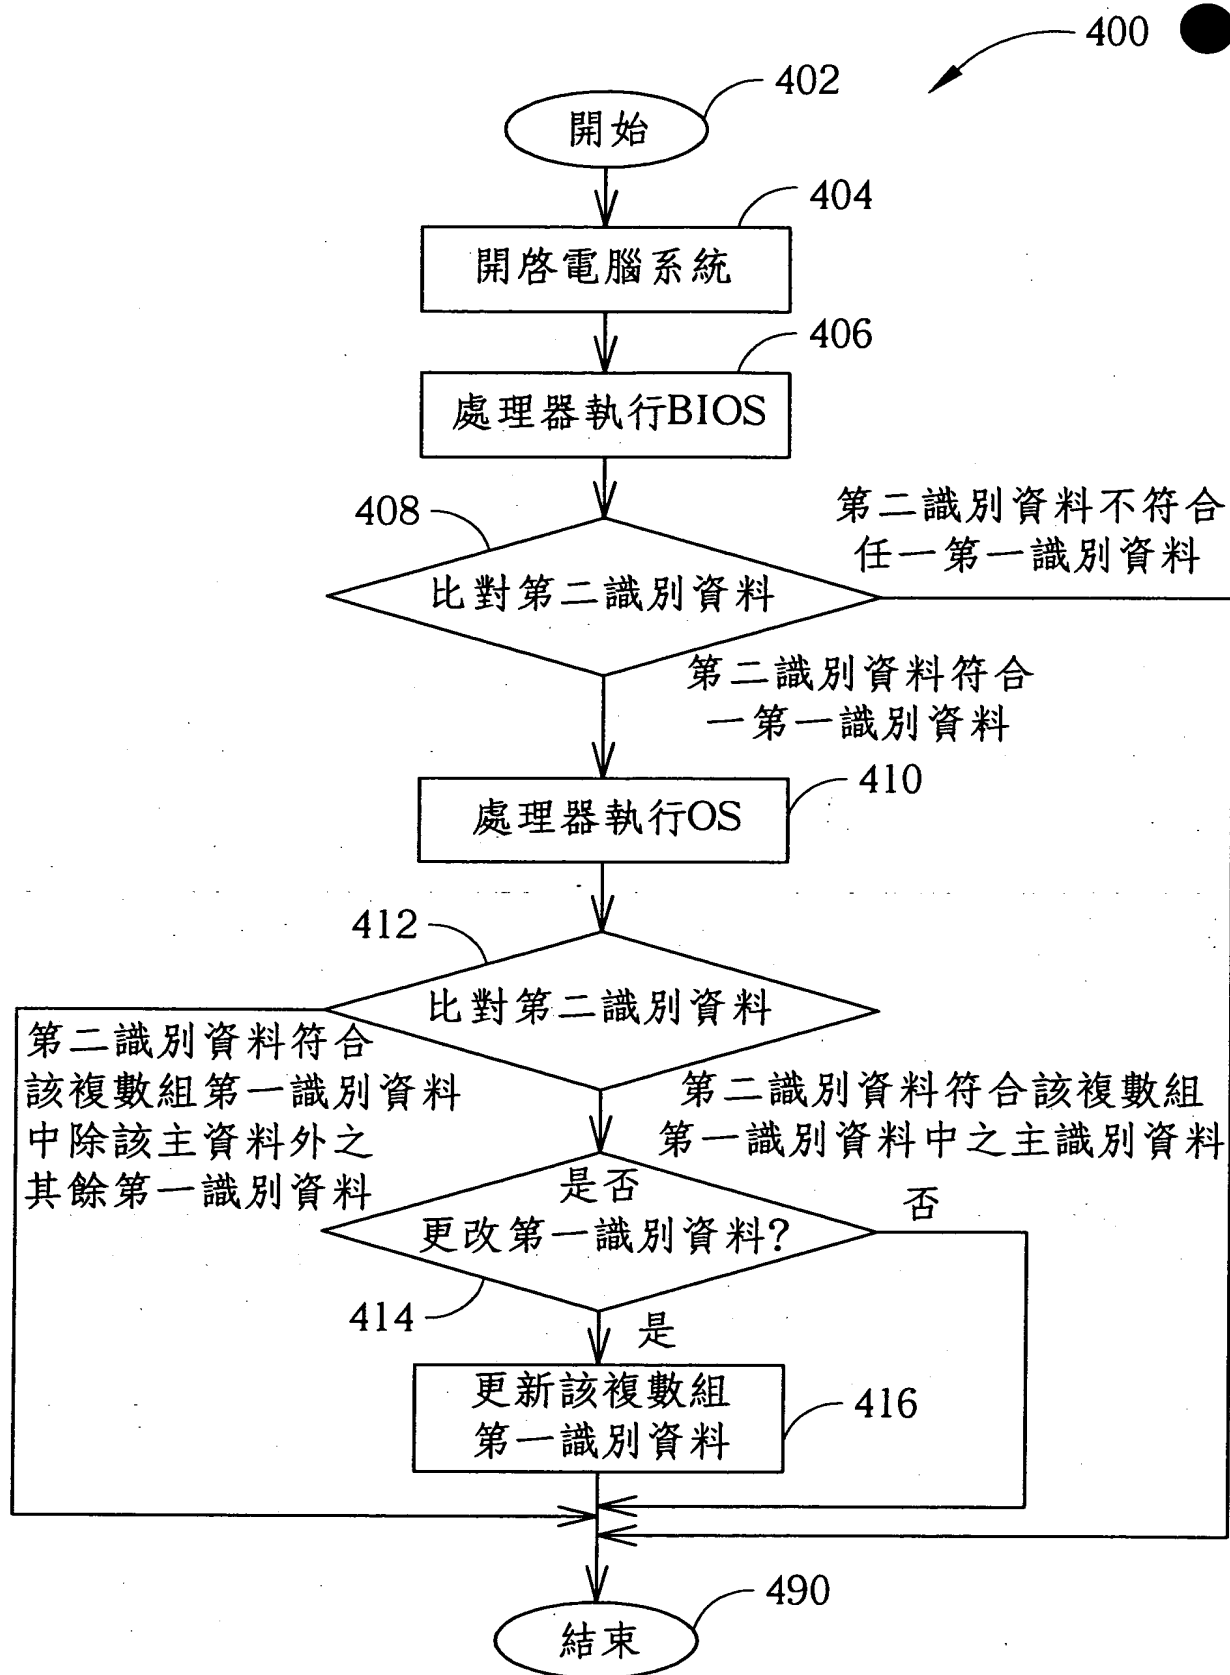 400
402
開始
404
開啓電腦系統
406
處理器執行BIOS
408
比對第二識別資料
第二識別資料不符合
任一第一識別資料
第二識別資料符合
一第一識別資料
410
處理器執行OS
412
比對第二識別資料
第二識別資料符合
該複數組第一識別資料
中除該主資料外之
其餘第一識別資料
第二識別資料符合該複數組
第一識別資料中之主識別資料
是否
更改第一識別資料?
否
414
是
更新該複數組
第一識別資料
416
490
結束